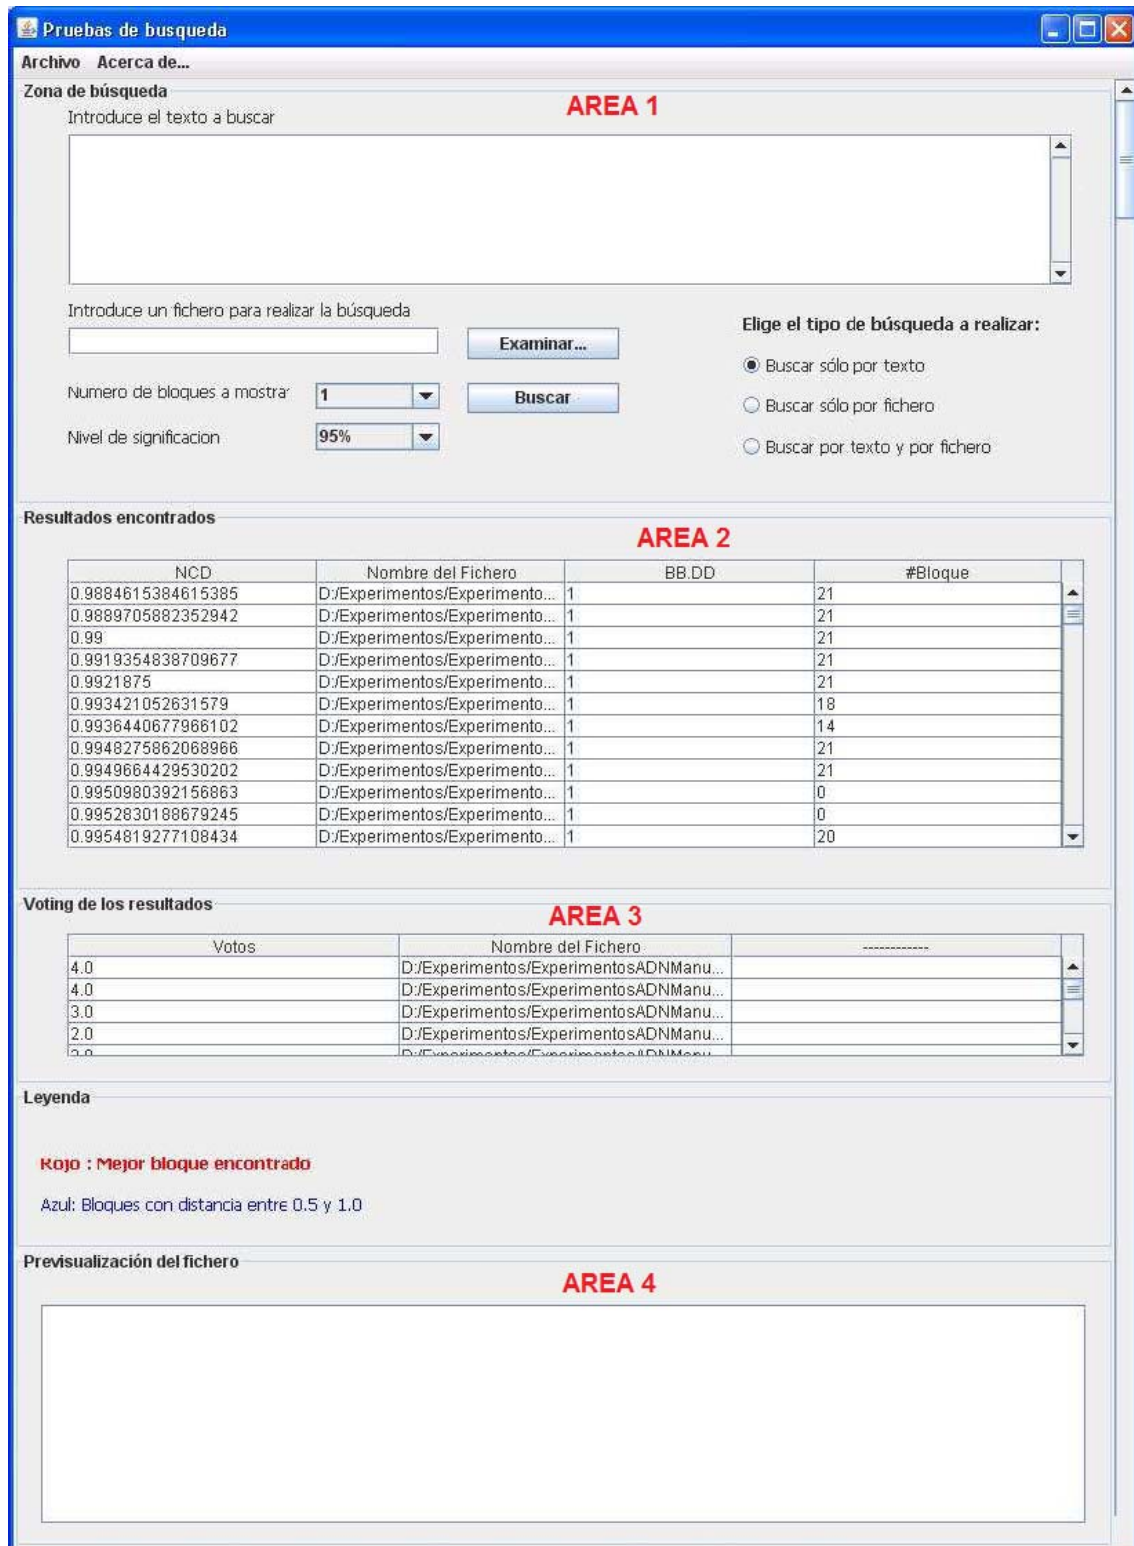 Pruebas de busqueda
Archivo Acerca de...
Zona de búsqueda
AREA 1
Introduce el texto a buscar
Introduce un fichero para realizar la búsqueda
Examinar...
Elige el tipo de búsqueda a realizar:
Buscar sólo por texto
Numero de bloques a mostrar
1
Buscar
Buscar sólo por fichero
Nivel de significacion
95%
Buscar por texto y por fichero
Resultados encontrados
AREA 2
NCD Nombre del Fichero BB.DD #Bloque
0.9884615384615385 D:/Experimentos/Experimento... 1 21
0.9889705882352942 D:/Experimentos/Experimento... 1 21
0.99 D:/Experimentos/Experimento... 1 21
0.9919354838709677 D:/Experimentos/Experimento... 1 21
0.9921875 D:/Experimentos/Experimento... 1 21
0.993421052631579 D:/Experimentos/Experimento... 1 18
0.9936440677966102 D:/Experimentos/Experimento... 1 14
0.9948275862068966 D:/Experimentos/Experimento... 1 21
0.9949664429530202 D:/Experimentos/Experimento... 1 21
0.9950980392156863 D:/Experimentos/Experimento... 1 0
0.9952830188679245 D:/Experimentos/Experimento... 1 0
0.9954819277108434 D:/Experimentos/Experimento... 1 20
Voting de los resultados
AREA 3
Votos Nombre del Fichero ------------
4.0 D:/Experimentos/ExperimentosADNManu...
4.0 D:/Experimentos/ExperimentosADNManu...
3.0 D:/Experimentos/ExperimentosADNManu...
2.0 D:/Experimentos/ExperimentosADNManu...
D:/Experimentos/ExperimentosADNManu...
Leyenda
Rojo : Mejor bloque encontrado
Azul: Bloques con distancia entre 0.5 y 1.0
Previsualización del fichero
AREA 4